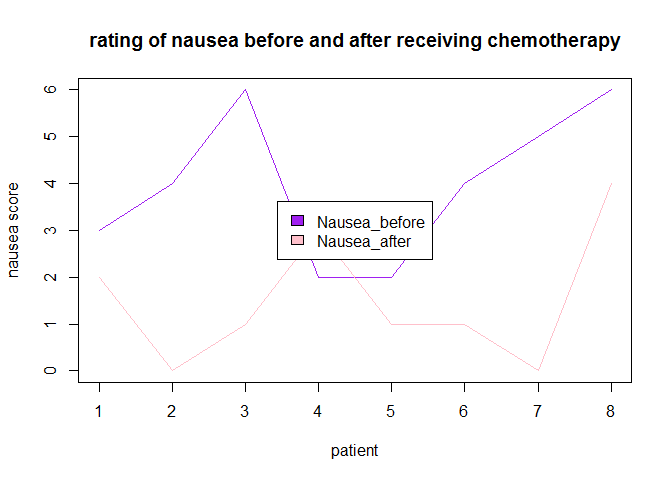 rating of nausea before and after receiving chemotherapy
nausea score
6
5
4
3
2
1
0
Nausea_before
Nausea_after
1 2 3 4 5 6 7 8
patient